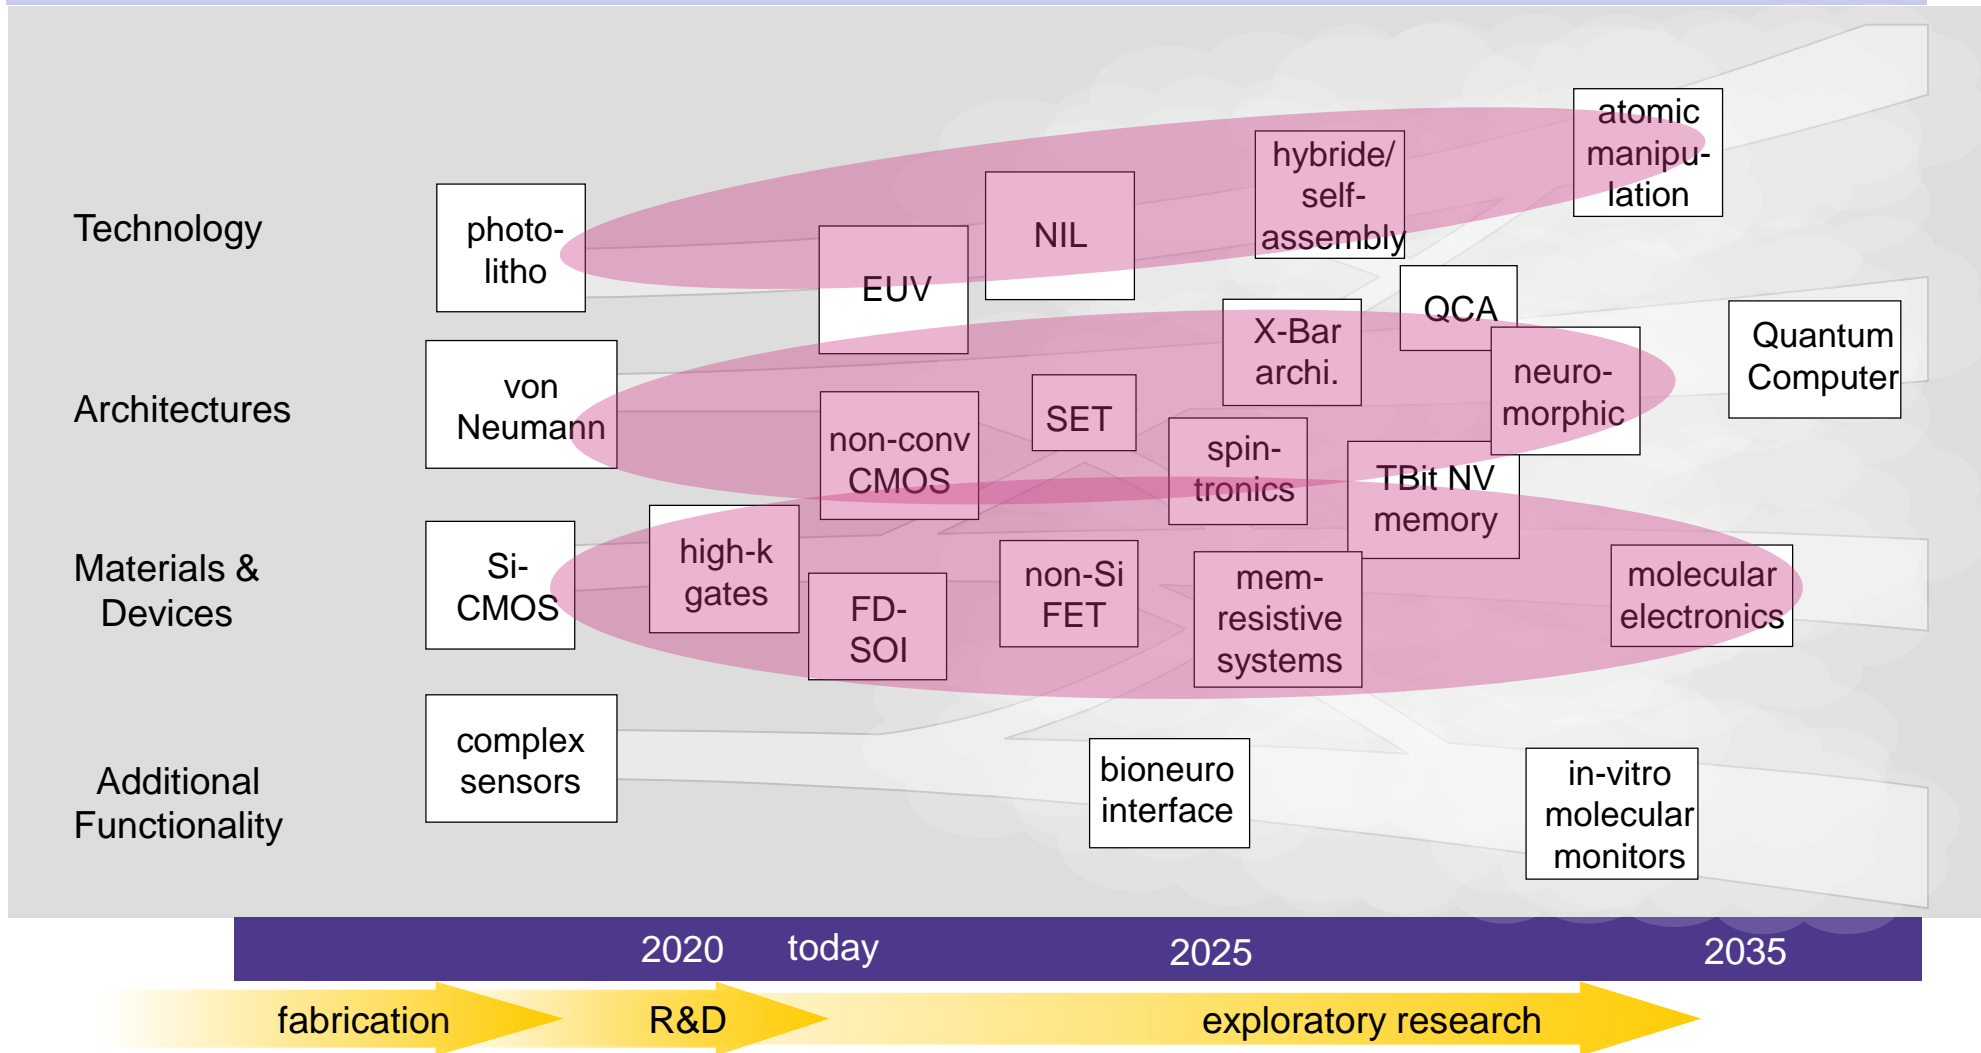 Technology
photo-
litho
EUV
NIL
hybride/
self-
assembly
atomic
manipu-
lation
Architectures
von
Neumann
non-conv
CMOS
SET
X-Bar
archi.
spin-
tronics
QCA
neuro-
morphic
TBit NV
memory
Quantum
Computer
Materials &
Devices
Si-
CMOS
high-k
gates
FD-
SOI
non-Si
FET
mem-
resistive
systems
molecular
electronics
Additional
Functionality
complex
sensors
bioneuro
interface
in-vitro
molecular
monitors
2020
today
2025
2035
fabrication
R&D
exploratory research